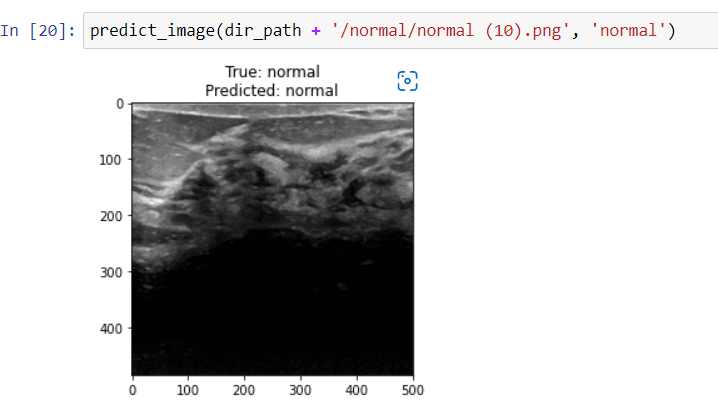 In [20]: predict_image(dir_path + '/normal/normal (10).png', 'normal')
True: normal
Predicted: normal
0
100
200
300
400
0 100 200 300 400 500